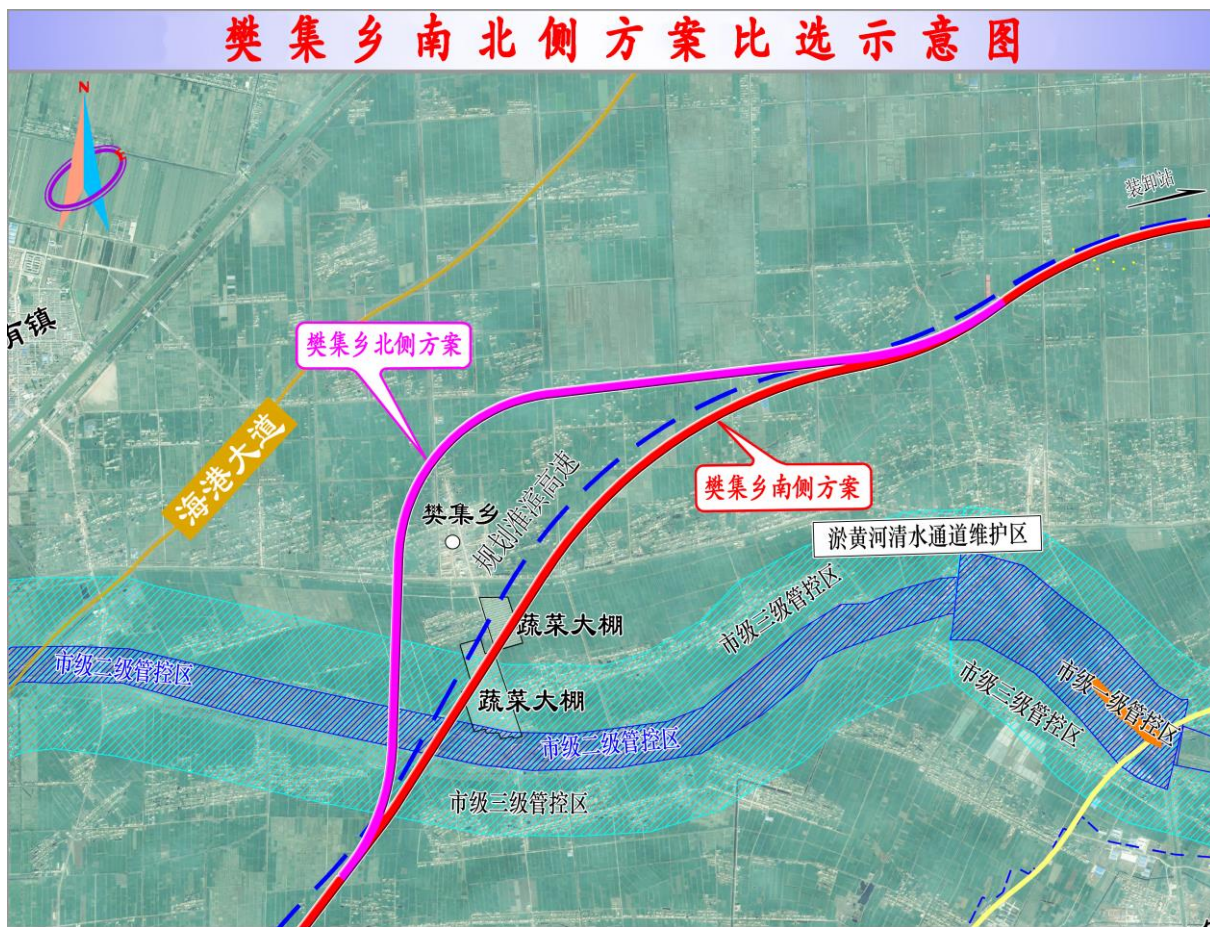 樊集乡南北侧方案比选示意图
N
装卸站
有镇
樊集乡北侧方案
海港大道
规划淮滨高速
樊集乡南侧方案
樊集乡
淤黄河清水通道维护区
蔬菜大棚
市级三级管控区
市级二级管控区
蔬菜大棚
市级三级管控区
市级一级管控区
市级二级管控区
市级三级管控区